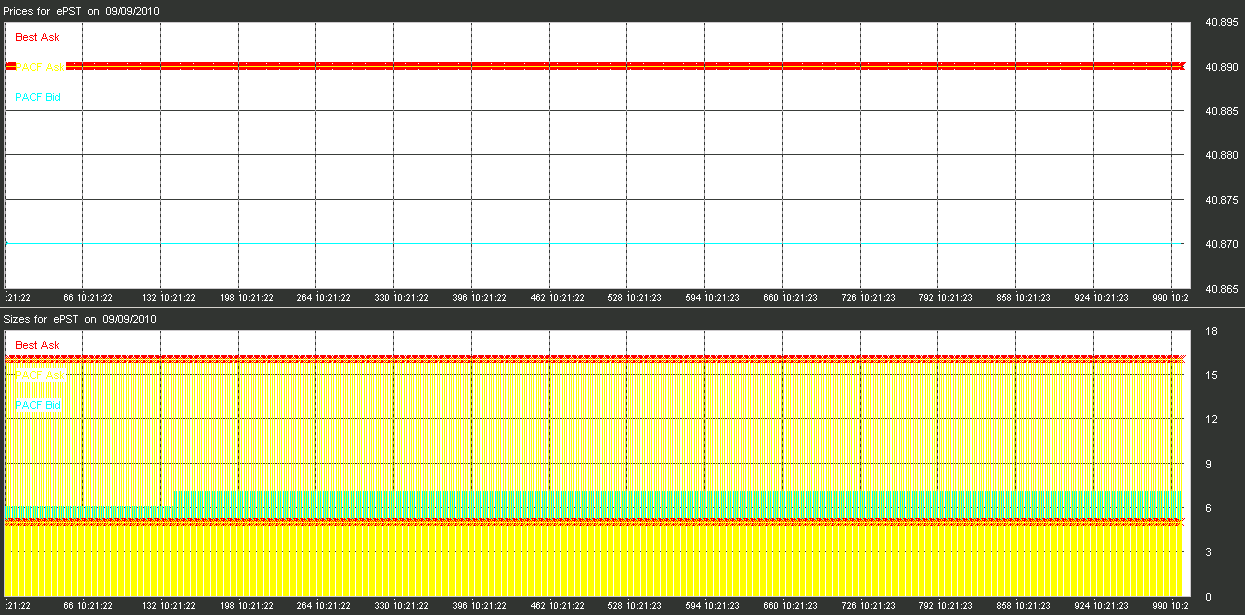 Prices for ePST on 09/09/2010
40.895
Best Ask
PACF Ask
40.890
PACF Bid
40.885
40.880
40.875
40.870
40.865
:21:22 66 10:21:22 132 10:21:22 198 10:21:22 264 10:21:22 330 10:21:22 396 10:21:22 462 10:21:22 528 10:21:23 594 10:21:23 660 10:21:23 726 10:21:23 792 10:21:23 858 10:21:23 924 10:21:23 990 10:2
Sizes for ePST on 09/09/2010
18
Best Ask
PACF Ask
15
PACF Bid
12
9
6
3
0
:21:22 66 10:21:22 132 10:21:22 198 10:21:22 264 10:21:22 330 10:21:22 396 10:21:22 462 10:21:22 528 10:21:23 594 10:21:23 660 10:21:23 726 10:21:23 792 10:21:23 858 10:21:23 924 10:21:23 990 10:2